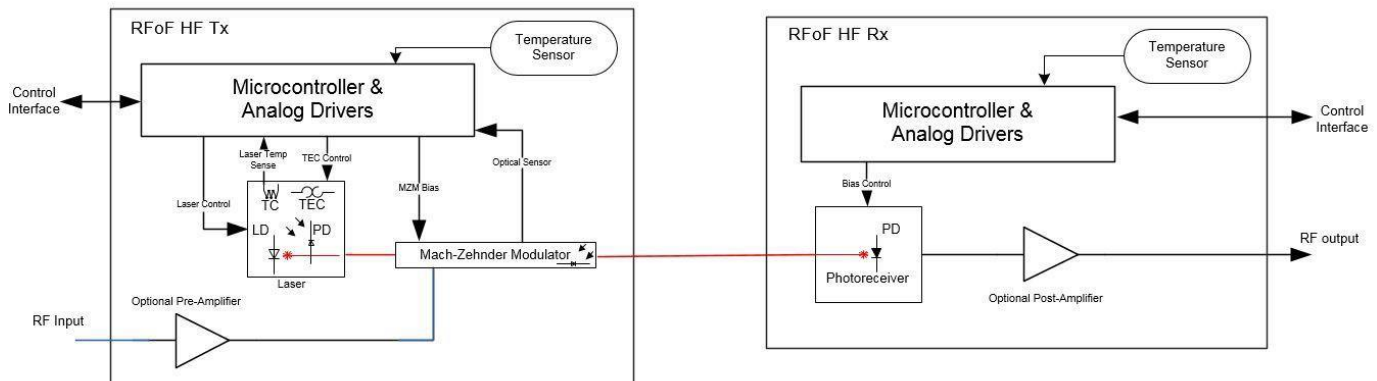 RFoF HF Tx
Temperature
Sensor
Microcontroller &
Analog Drivers
Control
Interface
Laser Temp
Sense
TEC Control
Optical Sensor
Laser Control
MZM Bias
TC
TEC
LD
PD
Mach-Zehnder Modulator
Laser
Optional Pre-Amplifier
RF Input
RFoF HF Rx
Temperature
Sensor
Microcontroller &
Analog Drivers
Control
Interface
Bias Control
PD
Photoreceiver
RF output
Optional Post-Amplifier